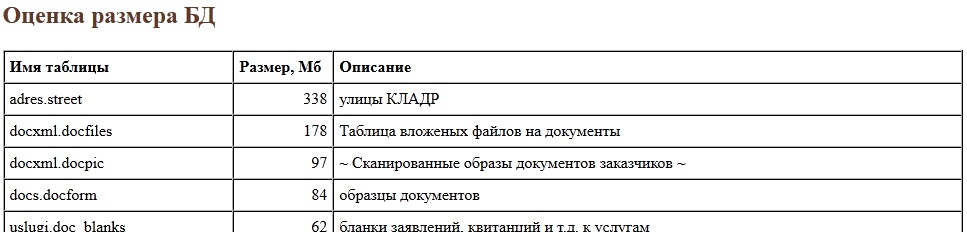 Оценка размера БД
Имя таблицы Размер, Мб Описание
adres.street 338 улицы КЛАДР
docxml.docfiles 178 Таблица вложеных файлов на документы
docxml.docpic 97 ~ Сканированные образы документов заказчиков ~
docs.docform 84 образцы документов
uslugi.doc_blanks 62 бланки заявлений, квитанций и т.д. к услугам